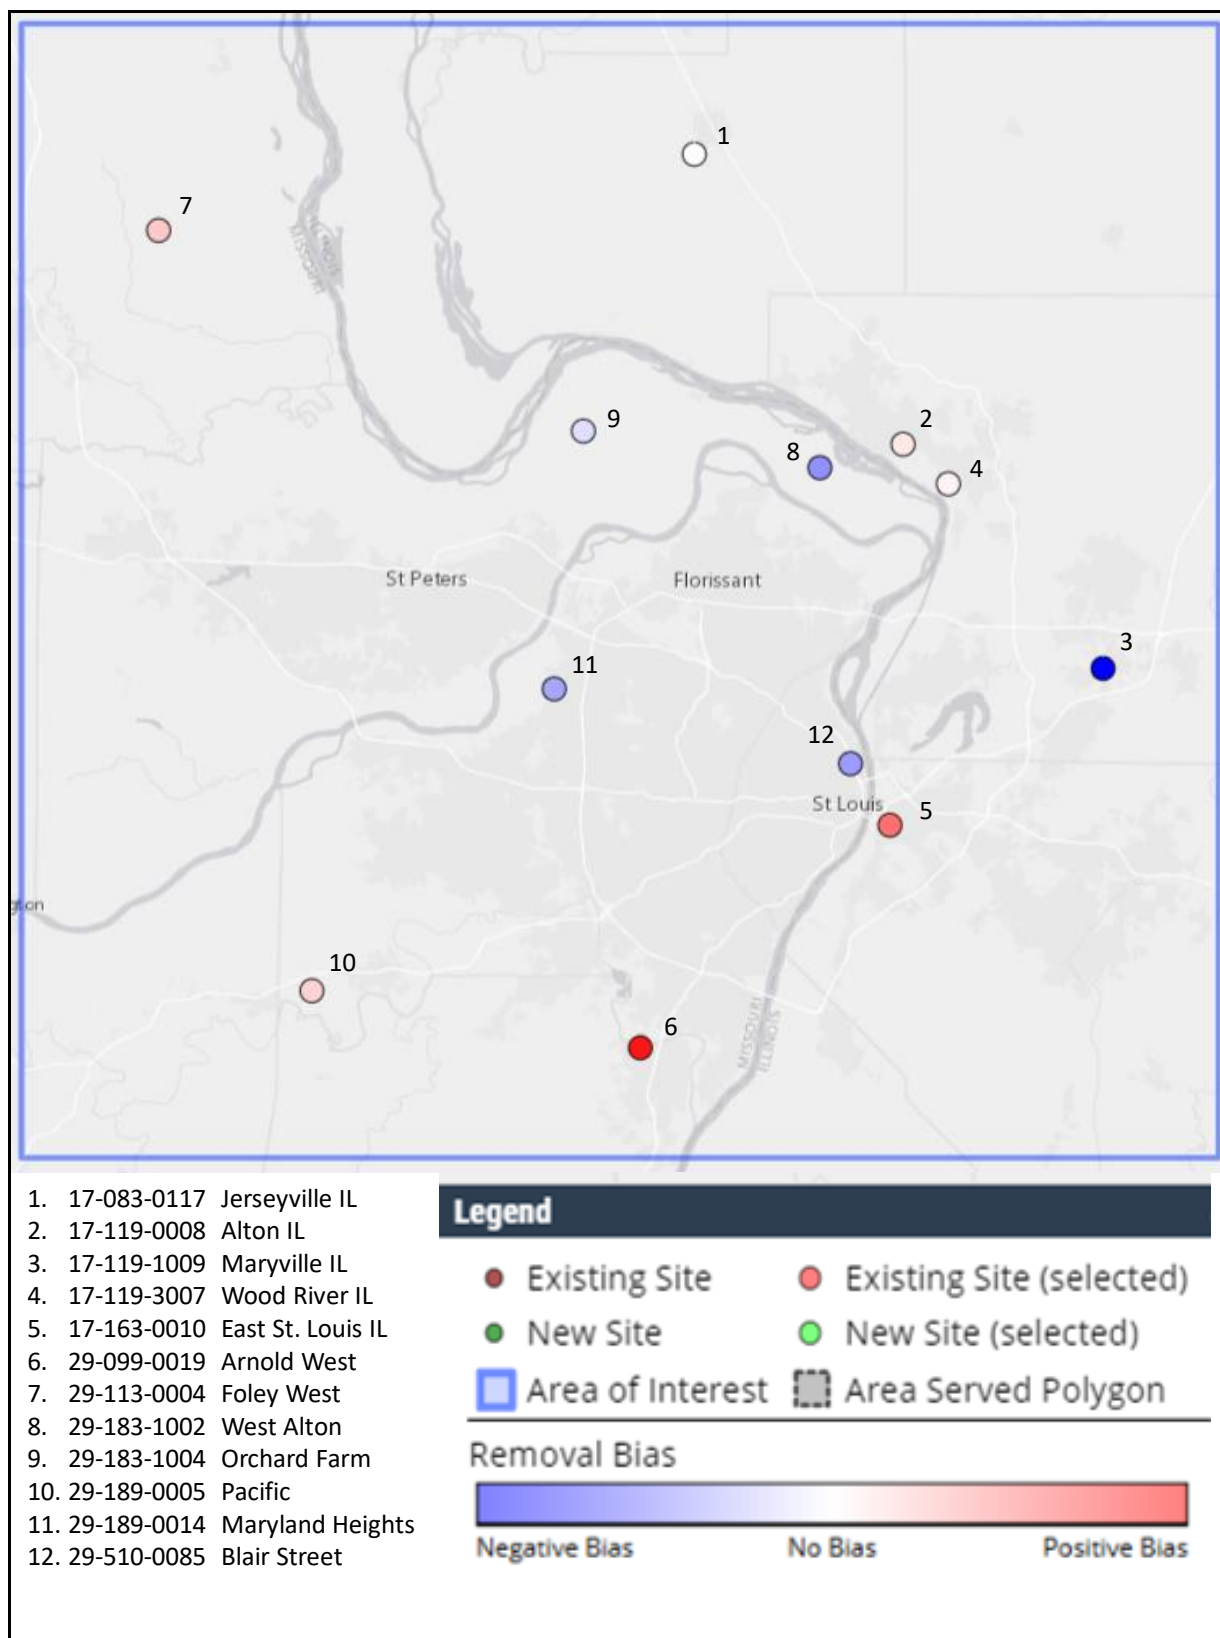 1
7
ILLINOIS
MISSOURI
9
2
8
4
St Peters
Florissant
3
11
12
St Louis
5
gton
10
6
MISSOURI
ILLINOIS
1. 17-083-0117 Jerseyville IL
2. 17-119-0008 Alton IL
3. 17-119-1009 Maryville IL
4. 17-119-3007 Wood River IL
5. 17-163-0010 East St. Louis IL
6. 29-099-0019 Arnold West
7. 29-113-0004 Foley West
8. 29-183-1002 West Alton
9. 29-183-1004 Orchard Farm
10. 29-189-0005 Pacific
11. 29-189-0014 Maryland Heights
12. 29-510-0085 Blair Street
Legend
Existing Site Existing Site (selected)
New Site New Site (selected)
Area of Interest Area Served Polygon
Removal Bias
Negative Bias No Bias Positive Bias